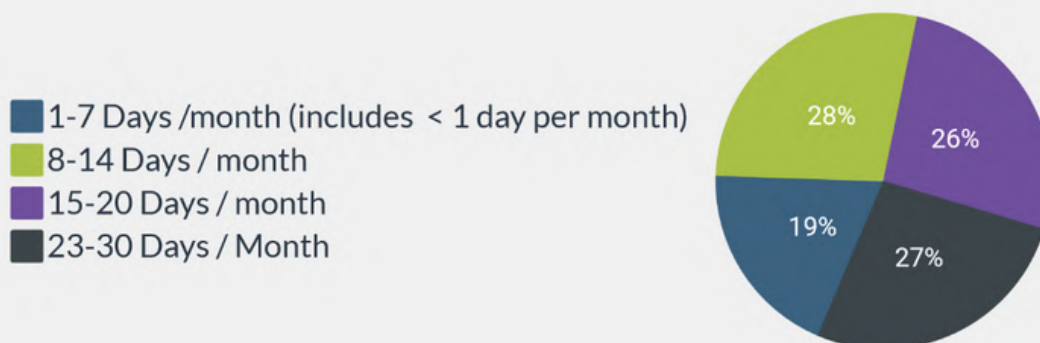 1-7 Days /month (includes < 1 day per month)
8-14 Days / month
15-20 Days / month
23-30 Days / Month
28%
26%
19%
27%